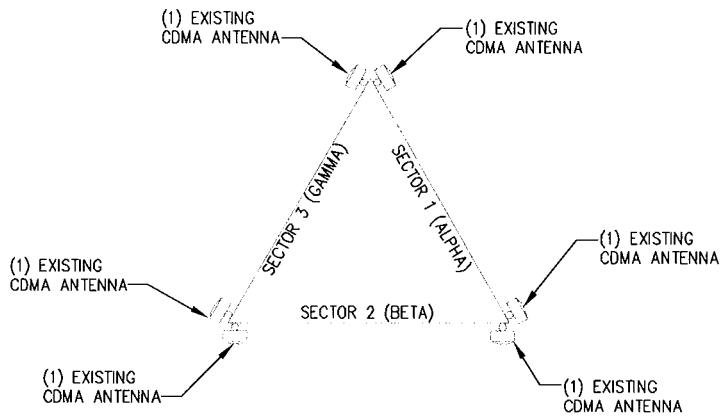 (1) EXISTING
CDMA ANTENNA
(1) EXISTING
CDMA ANTENNA
SECTOR 3 (GAMMA)
SECTOR 1 (ALPHA)
(1) EXISTING
CDMA ANTENNA
(1) EXISTING
CDMA ANTENNA
SECTOR 2 (BETA)
(1) EXISTING
CDMA ANTENNA
(1) EXISTING
CDMA ANTENNA